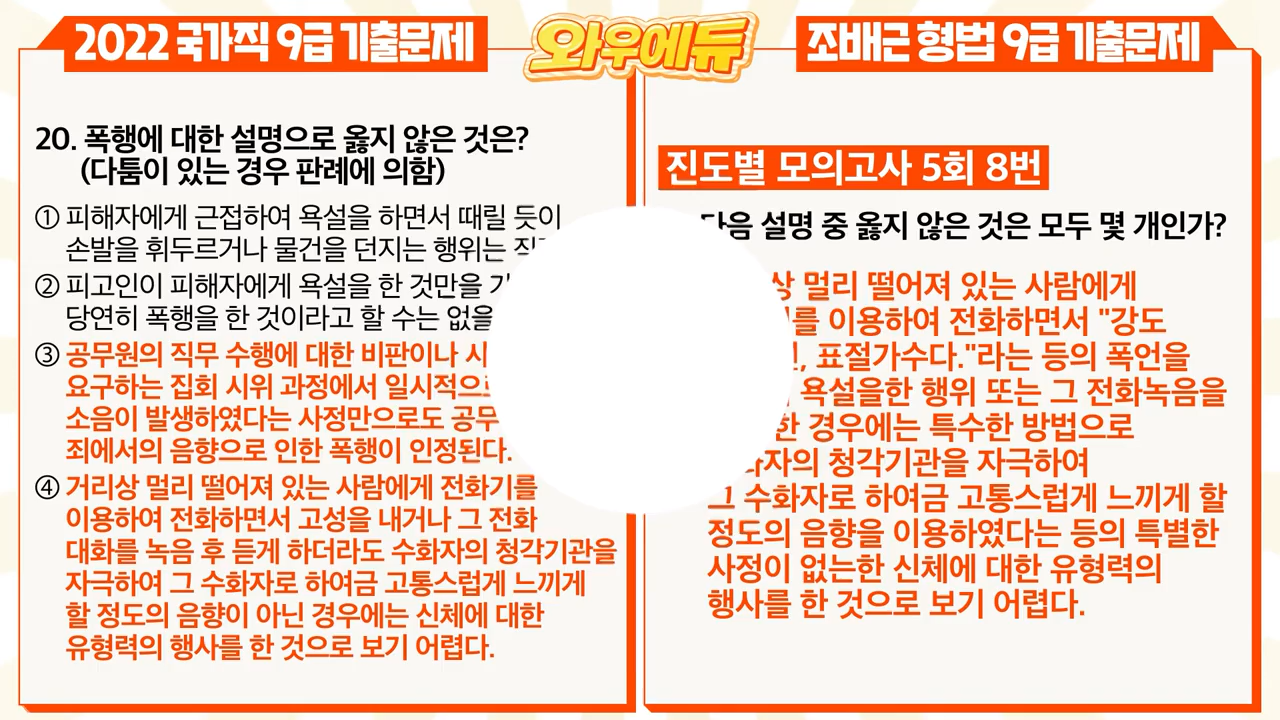 2022 국가직 9급 기출문제
와우에듀
조배근 형법 9급 기출문제
20. 폭행에 대한 설명으로 옳지 않은 것은?
(다툼이 있는 경우 판례에 의함)
① 피해자에게 근접하여 욕설을 하면서 때릴 듯이
손발을 휘두르거나 물건을 던지는 행위는
② 피고인이 피해자에게 욕설을 한 것만을
당연히 폭행을 한 것이라고 할 수는 없을
③ 공무원의 직무 수행에 대한 비판이나
요구하는 집회 시위 과정에서 일시적으로
소음이 발생하였다는 사정만으로도
죄에서의 음향으로 인한 폭행이 인정된다.
④ 거리상 멀리 떨어져 있는 사람에게 전화기를
이용하여 전화하면서 고성을 내거나 그 전화
대화를 녹음 후 듣게 하더라도 수화자의 청각기관을
자극하여 그 수화자로 하여금 고통스럽게 느끼게
할 정도의 음향이 아닌 경우에는 신체에 대한
유형력의 행사를 한 것으로 보기 어렵다.
진도별 모의고사 5회 8번
다음 설명 중 옳지 않은 것은 모두 몇 개인가?
멀리 떨어져 있는 사람에게
이용하여 전화하면서 "강도
표절가수다."라는 등의 폭언을
욕설을한 행위 또는 그 전화녹음을
한 경우에는 특수한 방법으로
청각기관을 자극하여
그 수화자로 하여금 고통스럽게 느끼게 할
정도의 음향을 이용하였다는 등의 특별한
사정이 없는한 신체에 대한 유형력의
행사를 한 것으로 보기 어렵다.